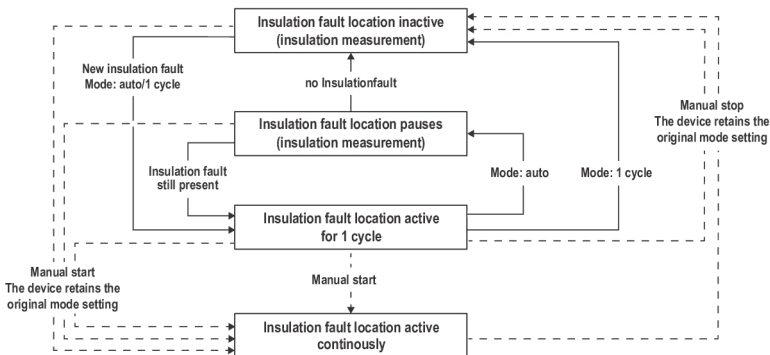 Insulation fault location inactive
(insulation measurement)
New insulation fault
Mode: auto/1 cycle
no Insulationfault
Manual stop
The device retains the
original mode setting
Insulation fault location pauses
(insulation measurement)
Insulation fault
still present
Mode: auto
Mode: 1 cycle
Insulation fault location active
for 1 cycle
Manual start
The device retains the
original mode setting
Manual start
Insulation fault location active
continously